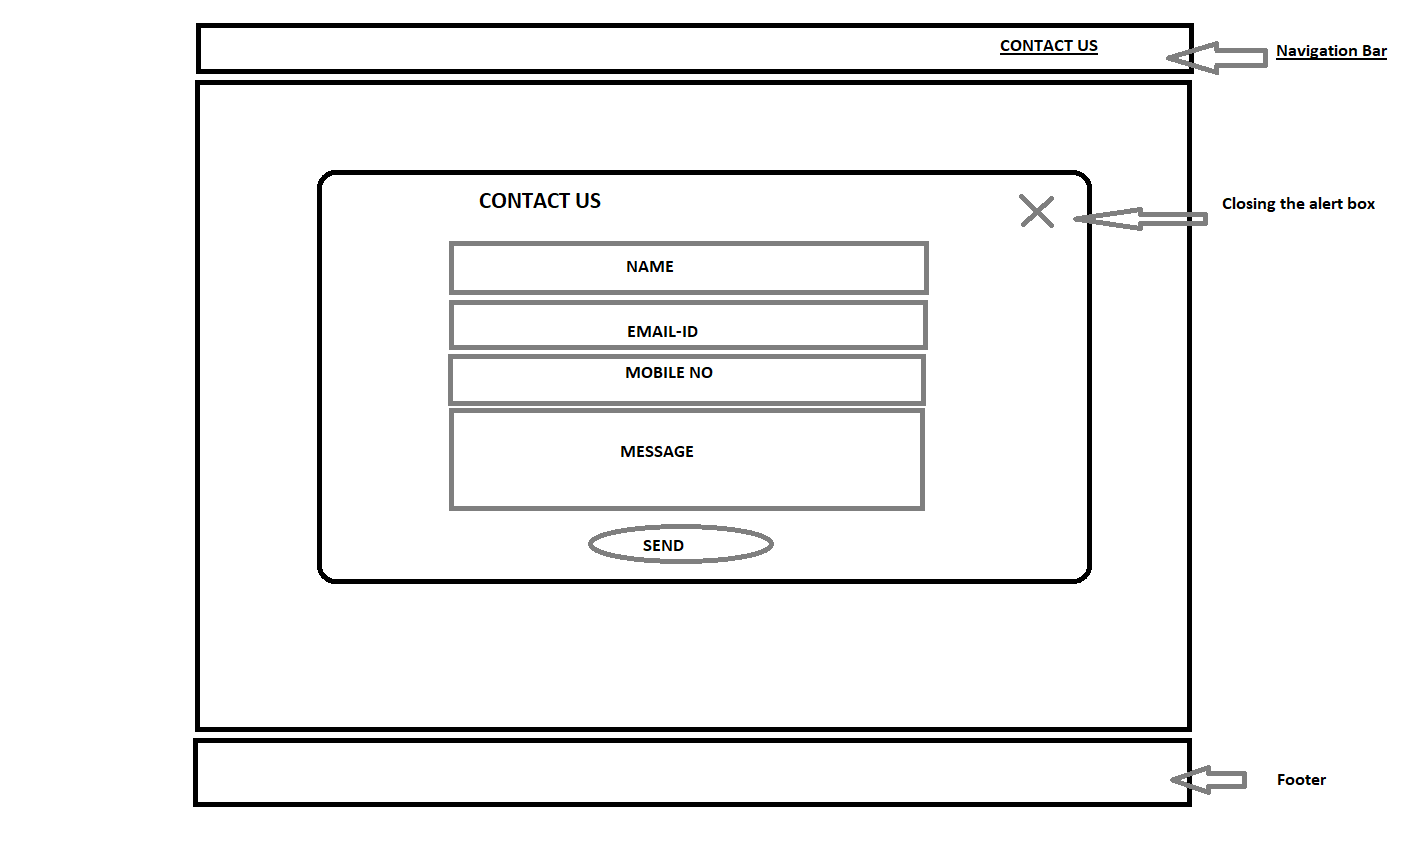 CONTACT US
Navigation Bar
CONTACT US
Closing the alert box
NAME
EMAIL-ID
MOBILE NO
MESSAGE
SEND
Footer